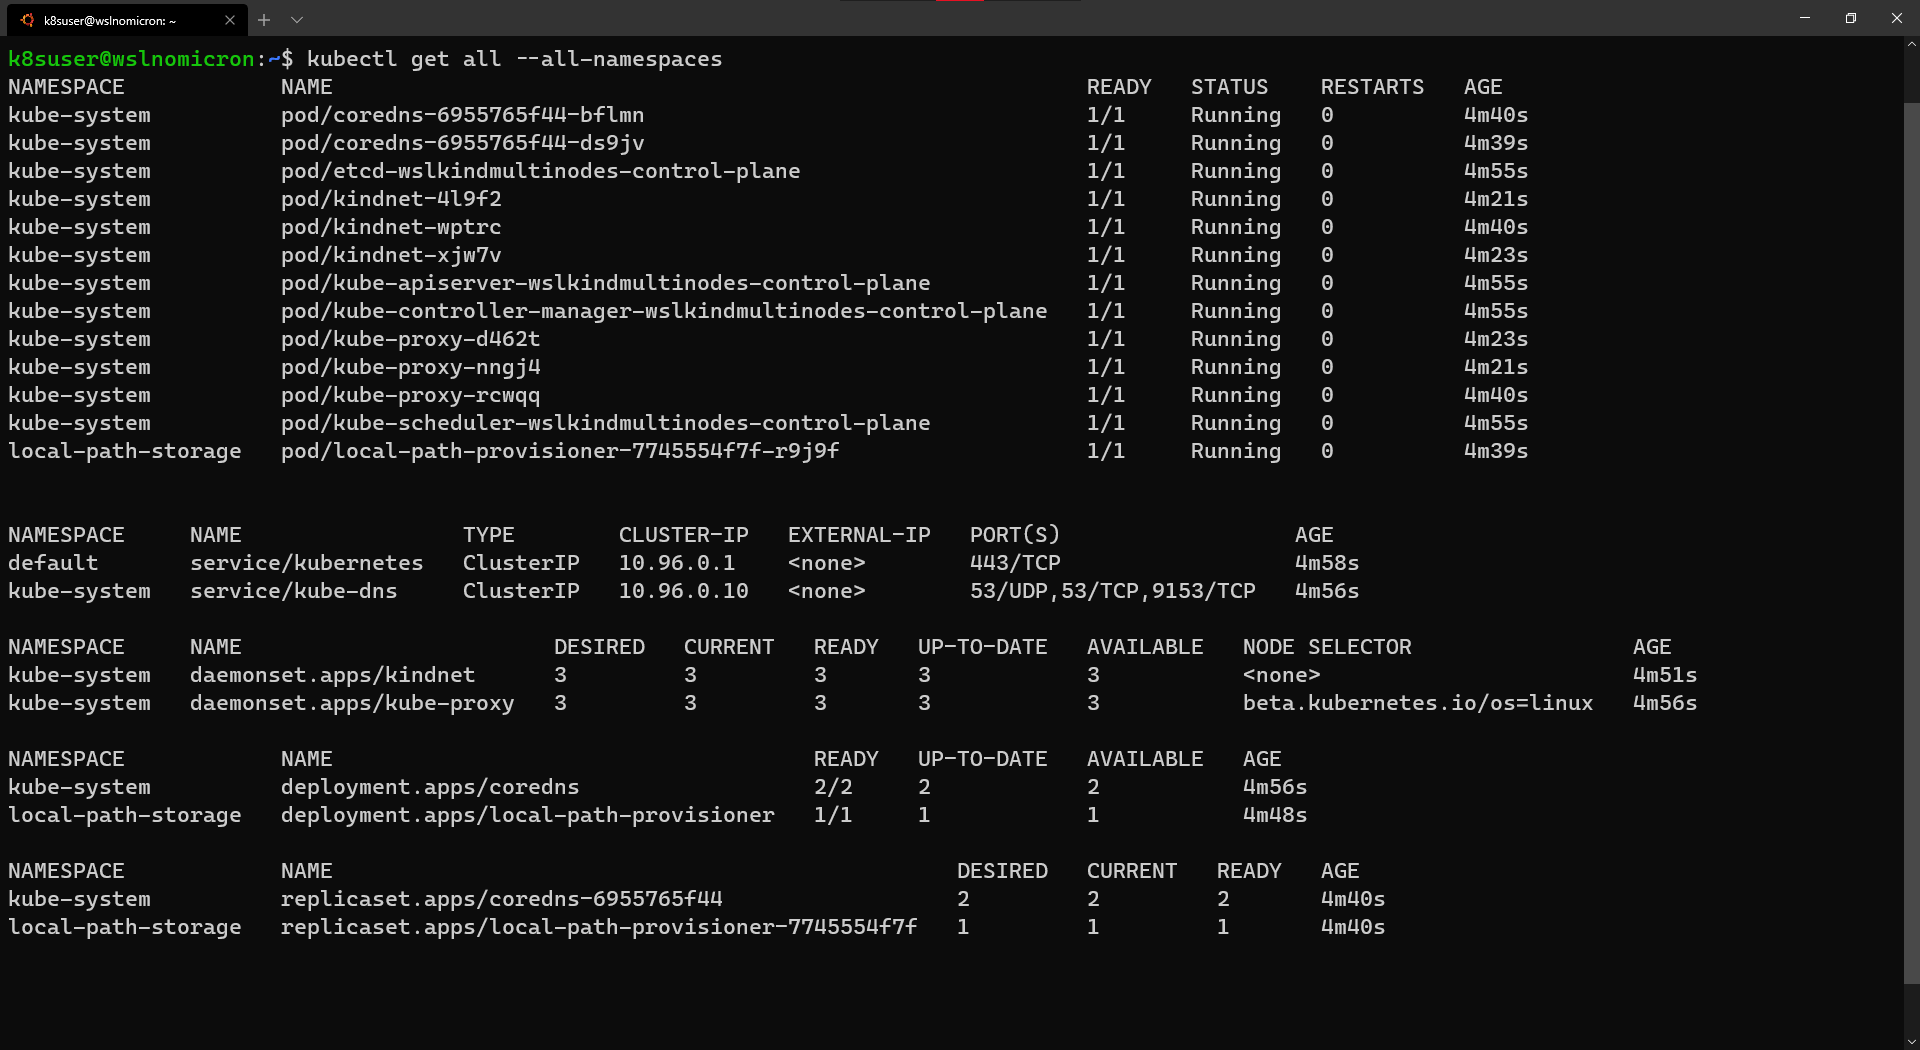 k8suser@wslnomicron: ~
k8suser@wslnomicron:~$ kubectl get all --all-namespaces
NAMESPACE            NAME                                                          READY   STATUS    RESTARTS   AGE
kube-system          pod/coredns-6955765f44-bflmn                                  1/1     Running   0          4m40s
kube-system          pod/coredns-6955765f44-ds9jv                                  1/1     Running   0          4m39s
kube-system          pod/etcd-wslkindmultinodes-control-plane                      1/1     Running   0          4m55s
kube-system          pod/kindnet-4l9f2                                             1/1     Running   0          4m21s
kube-system          pod/kindnet-wptrc                                             1/1     Running   0          4m40s
kube-system          pod/kindnet-xjw7v                                             1/1     Running   0          4m23s
kube-system          pod/kube-apiserver-wslkindmultinodes-control-plane            1/1     Running   0          4m55s
kube-system          pod/kube-controller-manager-wslkindmultinodes-control-plane   1/1     Running   0          4m55s
kube-system          pod/kube-proxy-d462t                                          1/1     Running   0          4m23s
kube-system          pod/kube-proxy-nngj4                                          1/1     Running   0          4m21s
kube-system          pod/kube-proxy-rcwqq                                          1/1     Running   0          4m40s
kube-system          pod/kube-scheduler-wslkindmultinodes-control-plane            1/1     Running   0          4m55s
local-path-storage   pod/local-path-provisioner-7745554f7f-r9j9f                   1/1     Running   0          4m39s
NAMESPACE     NAME                 TYPE        CLUSTER-IP   EXTERNAL-IP   PORT(S)                  AGE
default       service/kubernetes   ClusterIP   10.96.0.1    <none>        443/TCP                  4m58s
kube-system   service/kube-dns     ClusterIP   10.96.0.10   <none>        53/UDP,53/TCP,9153/TCP   4m56s
NAMESPACE     NAME                        DESIRED   CURRENT   READY   UP-TO-DATE   AVAILABLE   NODE SELECTOR                 AGE
kube-system   daemonset.apps/kindnet      3         3         3       3            3           <none>                        4m51s
kube-system   daemonset.apps/kube-proxy   3         3         3       3            3           beta.kubernetes.io/os=linux   4m56s
NAMESPACE            NAME                                     READY   UP-TO-DATE   AVAILABLE   AGE
kube-system          deployment.apps/coredns                  2/2     2            2           4m56s
local-path-storage   deployment.apps/local-path-provisioner   1/1     1            1           4m48s
NAMESPACE            NAME                                                DESIRED   CURRENT   READY   AGE
kube-system          replicaset.apps/coredns-6955765f44                  2         2         2       4m40s
local-path-storage   replicaset.apps/local-path-provisioner-7745554f7f   1         1         1       4m40s